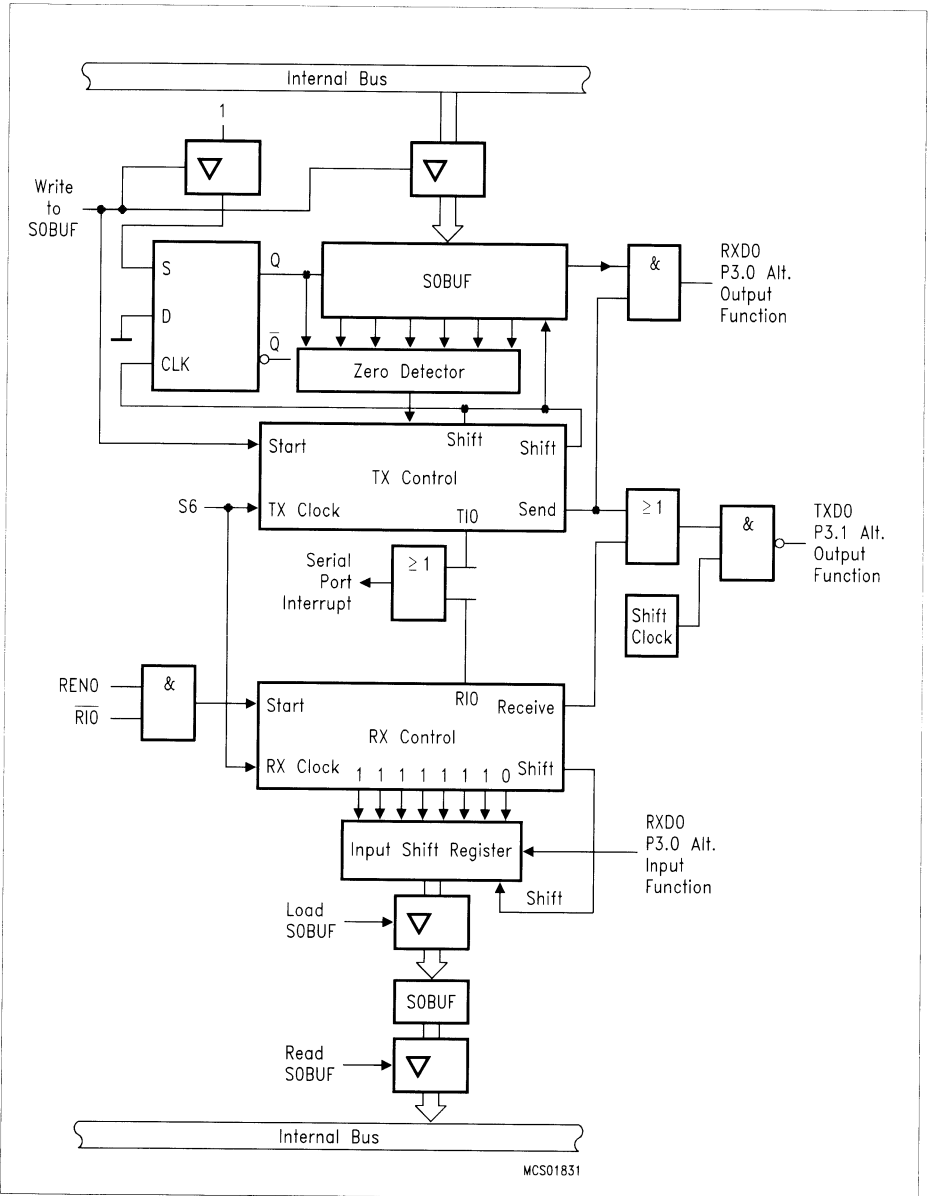 Internal Bus
1
Write
to
S0BUF
S
D
CLK
Q
Q̅
S0BUF
&
RXD0
P3.0 Alt.
Output
Function
Zero Detector
Start
Shift
Shift
TX Control
S6
TX Clock
TI0
Send
≥1
&
TXD0
P3.1 Alt.
Output
Function
Serial
Port
Interrupt
≥1
Shift
Clock
REN0
R̅I̅0̅
&
Start
RI0
Receive
RX Control
RX Clock
Shift
1 1 1 1 1 1 1 0
Input Shift Register
RXD0
P3.0 Alt.
Input
Function
Shift
Load
S0BUF
S0BUF
Read
S0BUF
Internal Bus
MCS01831